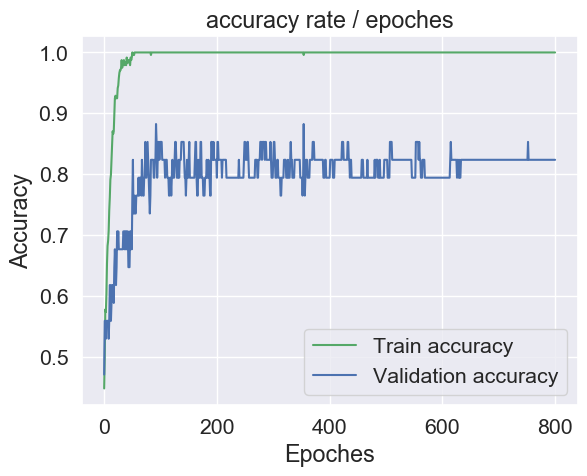 accuracy rate / epoches
1.0
0.9
0.8
0.7
0.6
0.5
Accuracy
0 200 400 600 800
Epoches
Train accuracy
Validation accuracy